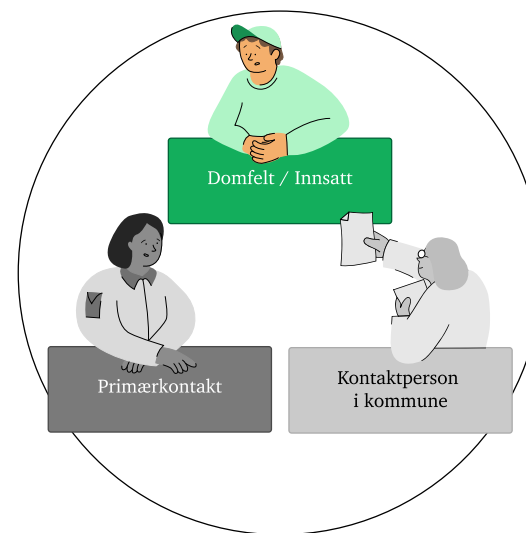 Domfelt / Innsatt
Primærkontakt
Kontaktperson
i kommune